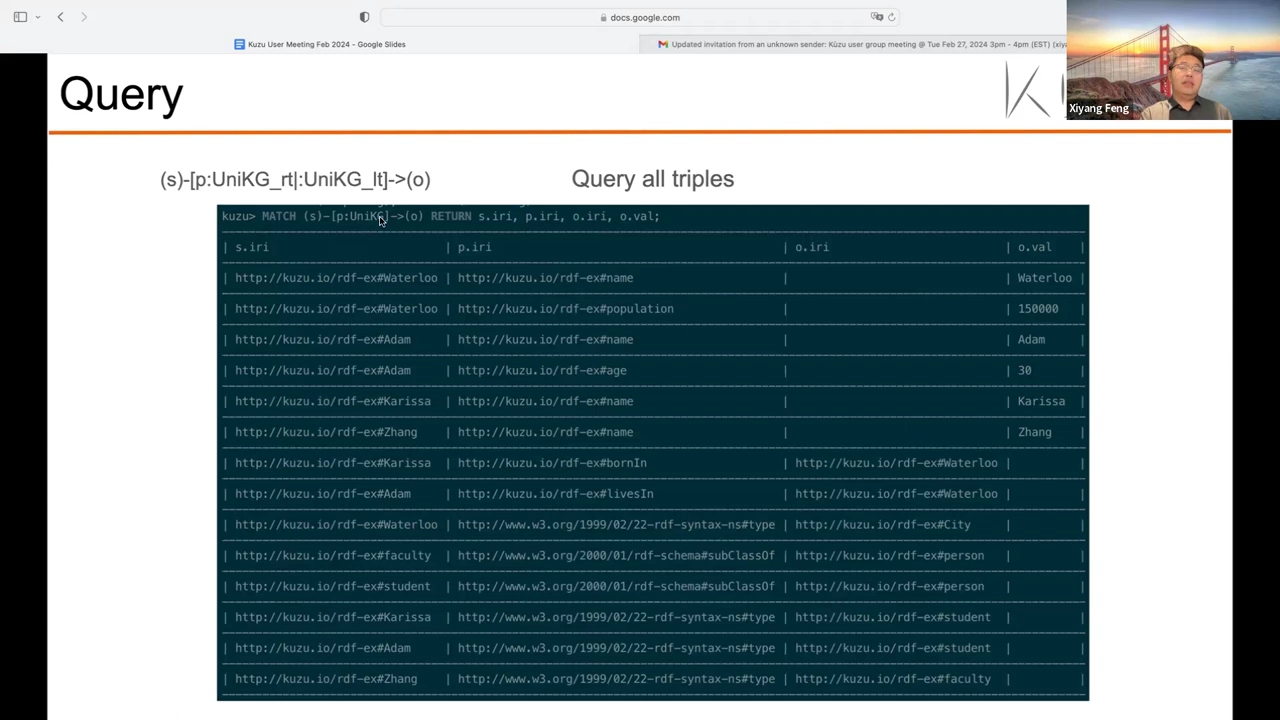 docs.google.com
Kuzu User Meeting Feb 2024 - Google Slides
Updated invitation from an unknown sender: Kùzu user group meeting @ Tue Feb 27, 2024 3pm - 4pm (EST) (xiy
Query
K
Xiyang Feng
(s)-[p:UniKG_rt|:UniKG_lt]->(o)
Query all triples
kuzu> MATCH (s)-[p:UniKG]->(o) RETURN s.iri, p.iri, o.iri, o.val;
| s.iri | p.iri | o.iri | o.val |
| http://kuzu.io/rdf-ex#Waterloo | http://kuzu.io/rdf-ex#name | | Waterloo |
| http://kuzu.io/rdf-ex#Waterloo | http://kuzu.io/rdf-ex#population | | 150000 |
| http://kuzu.io/rdf-ex#Adam | http://kuzu.io/rdf-ex#name | | Adam |
| http://kuzu.io/rdf-ex#Adam | http://kuzu.io/rdf-ex#age | | 30 |
| http://kuzu.io/rdf-ex#Karissa | http://kuzu.io/rdf-ex#name | | Karissa |
| http://kuzu.io/rdf-ex#Zhang | http://kuzu.io/rdf-ex#name | | Zhang |
| http://kuzu.io/rdf-ex#Karissa | http://kuzu.io/rdf-ex#bornIn | http://kuzu.io/rdf-ex#Waterloo | |
| http://kuzu.io/rdf-ex#Adam | http://kuzu.io/rdf-ex#livesIn | http://kuzu.io/rdf-ex#Waterloo | |
| http://kuzu.io/rdf-ex#Waterloo | http://www.w3.org/1999/02/22-rdf-syntax-ns#type | http://kuzu.io/rdf-ex#City | |
| http://kuzu.io/rdf-ex#faculty | http://www.w3.org/2000/01/rdf-schema#subClassOf | http://kuzu.io/rdf-ex#person | |
| http://kuzu.io/rdf-ex#student | http://www.w3.org/2000/01/rdf-schema#subClassOf | http://kuzu.io/rdf-ex#person | |
| http://kuzu.io/rdf-ex#Karissa | http://www.w3.org/1999/02/22-rdf-syntax-ns#type | http://kuzu.io/rdf-ex#student | |
| http://kuzu.io/rdf-ex#Adam | http://www.w3.org/1999/02/22-rdf-syntax-ns#type | http://kuzu.io/rdf-ex#student | |
| http://kuzu.io/rdf-ex#Zhang | http://www.w3.org/1999/02/22-rdf-syntax-ns#type | http://kuzu.io/rdf-ex#faculty | |